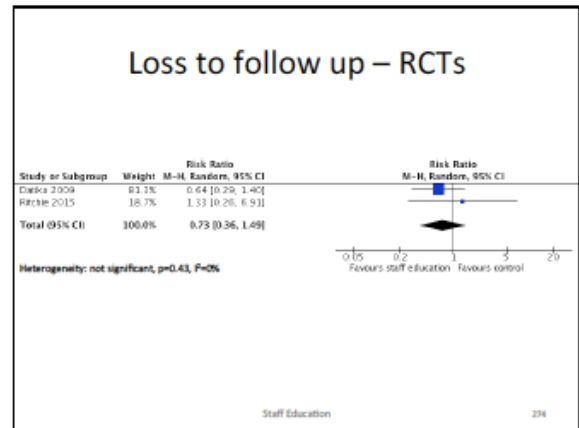 Loss to follow up – RCTs
Risk Ratio Risk Ratio
Study or Subgroup Weight M-H, Random, 95% CI M-H, Random, 95% CI
Datika 2009 81.3% 0.64 [0.29, 1.40]
Ritchie 2015 18.7% 1.33 [0.26, 6.91]
Total (95% CI) 100.0% 0.73 [0.36, 1.49]
0.05 0.2 1 5 20
Heterogeneity: not significant, p=0.43, I²=0% Favours staff education Favours control
Staff Education 274